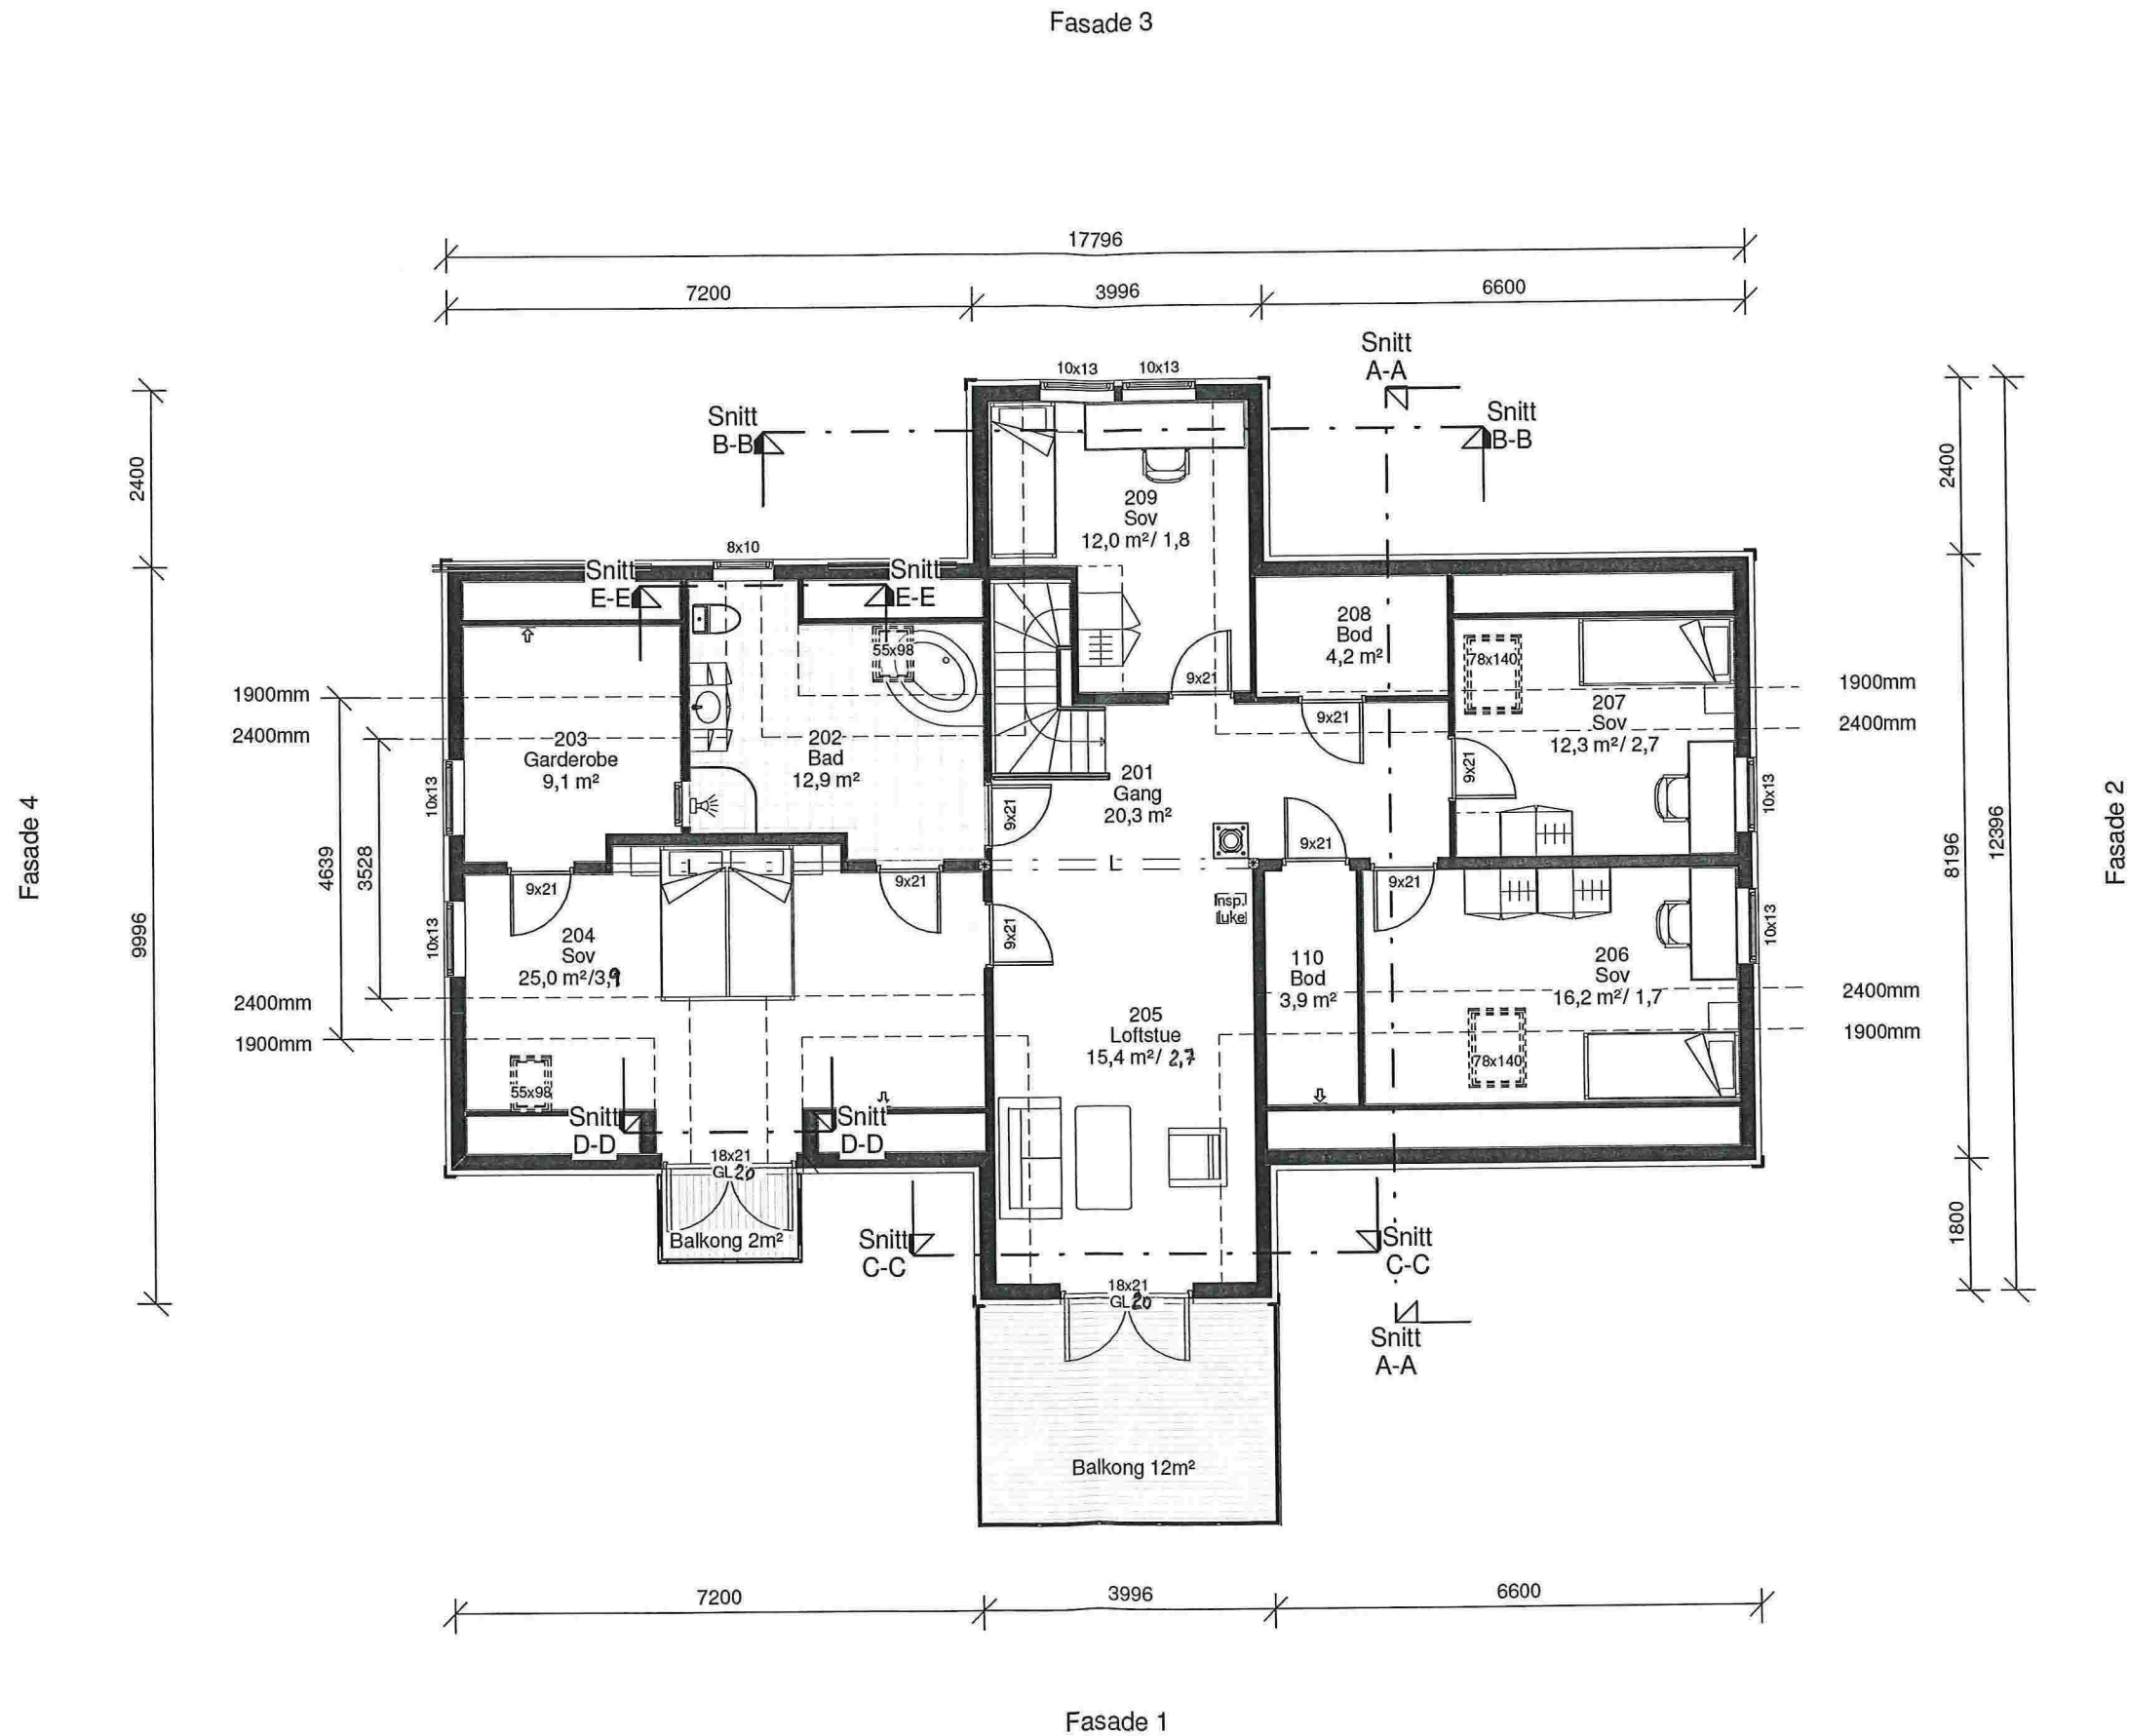 Fasade 3
17796
7200
3996
6600
Snitt
A-A
10x13
10x13
Snitt
B-B
Snitt
B-B
2400
2400
209
Sov
12,0 m²/ 1,8
8x10
Snitt
E-E
Snitt
E-E
55x98
208
Bod
4,2 m²
78x140
9x21
1900mm
2400mm
1900mm
2400mm
203
Garderobe
9,1 m²
202
Bad
12,9 m²
207
Sov
12,3 m²/ 2,7
9x21
9x21
201
Gang
20,3 m²
10x13
10x13
9x21
9x21
Fasade 4
Fasade 2
4639
3528
9996
8196
12396
L
L
9x21
9x21
9x21
Insp.
luke
10x13
9x21
10x13
204
Sov
25,0 m²/3,9
110
Bod
3,9 m²
206
Sov
16,2 m²/ 1,7
2400mm
1900mm
2400mm
1900mm
205
Loftstue
15,4 m²/ 2,7
55x98
78x140
Snitt
D-D
Snitt
D-D
18x21
GL 20
Balkong 2m²
Snitt
C-C
Snitt
C-C
1800
18x21
GL 20
Snitt
A-A
Balkong 12m²
7200
3996
6600
Fasade 1